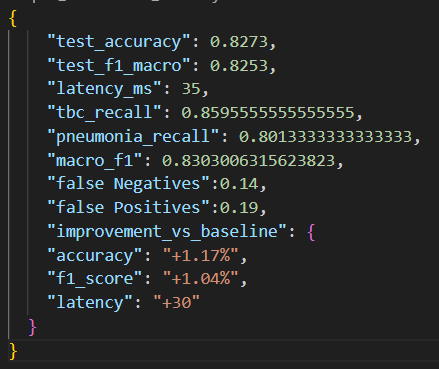 {
"test_accuracy": 0.8273,
"test_f1_macro": 0.8253,
"latency_ms": 35,
"tbc_recall": 0.8595555555555555,
"pneumonia_recall": 0.8013333333333333,
"macro_f1": 0.8303006315623823,
"false Negatives":0.14,
"false Positives":0.19,
"improvement_vs_baseline": {
"accuracy": "+1.17%",
"f1_score": "+1.04%",
"latency": "+30"
}
}